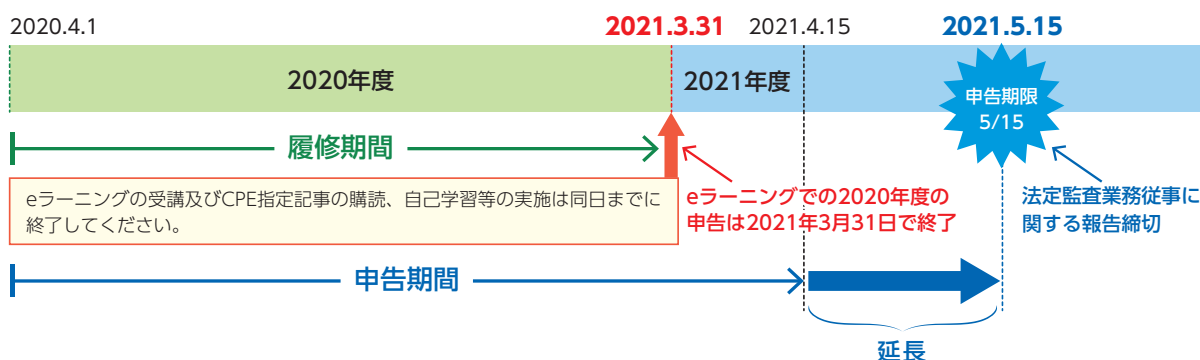 2020.4.1
2021.3.31
2021.4.15
2021.5.15
2020年度
2021年度
申告期限
5/15
履修期間
eラーニングの受講及びCPE指定記事の購読、自己学習等の実施は同日までに
終了してください。
eラーニングでの2020年度の
申告は2021年3月31日で終了
法定監査業務従事に
関する報告締切
申告期間
延長